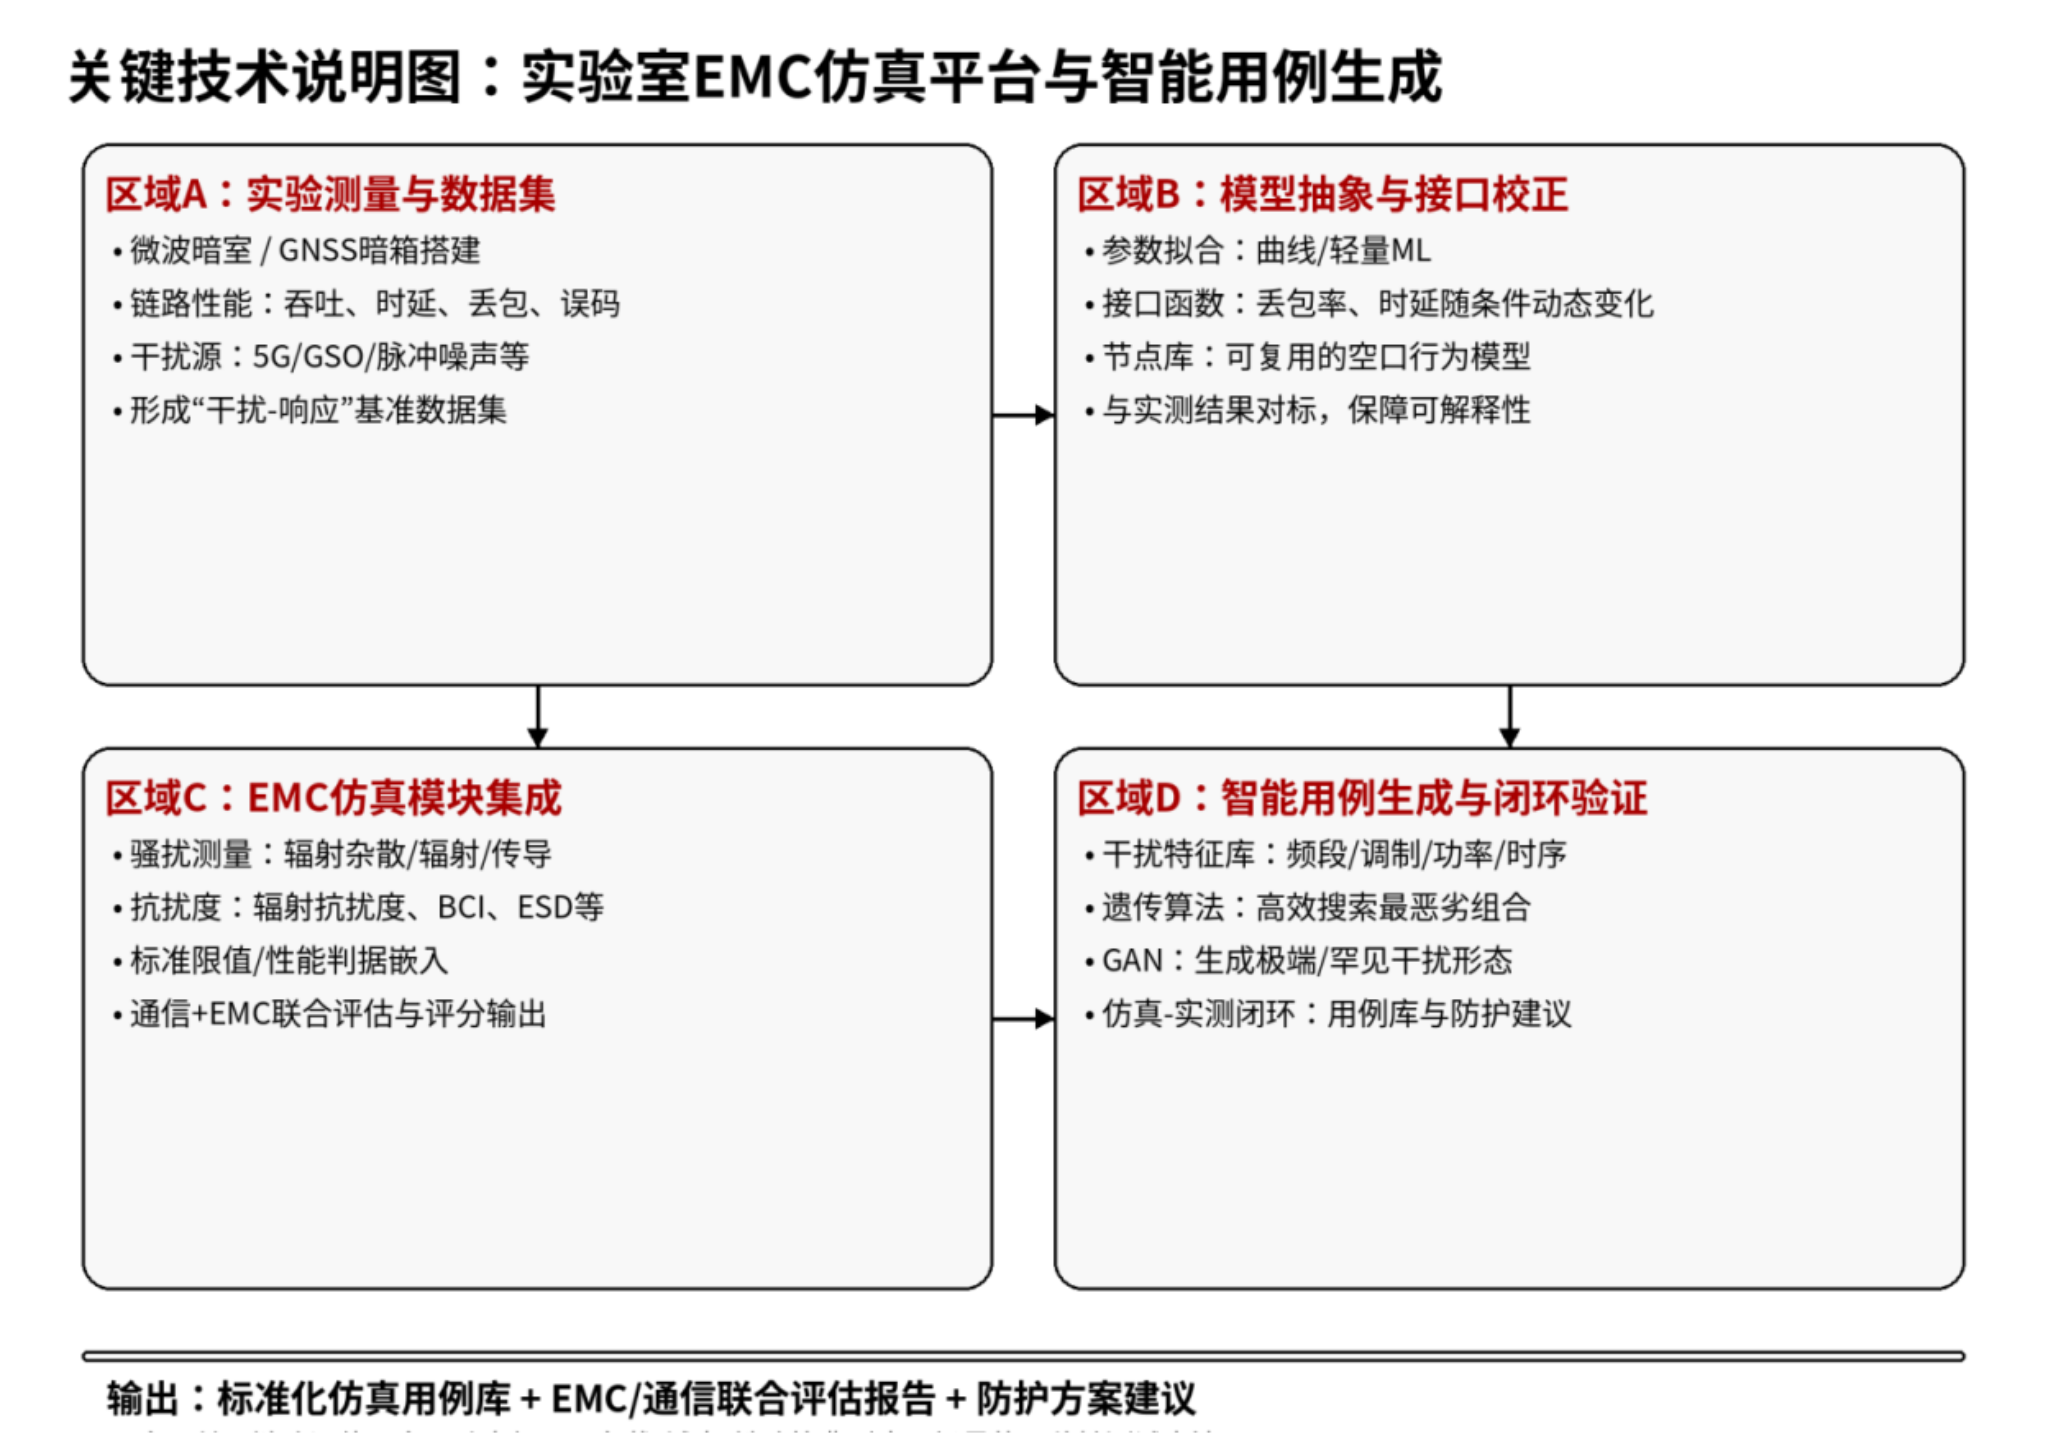 关键技术说明图：实验室EMC仿真平台与智能用例生成
区域A：实验测量与数据集
• 微波暗室 / GNSS暗箱搭建
• 链路性能：吞吐、时延、丢包、误码
• 干扰源：5G/GSO/脉冲噪声等
• 形成“干扰-响应”基准数据集
区域B：模型抽象与接口校正
• 参数拟合：曲线/轻量ML
• 接口函数：丢包率、时延随条件动态变化
• 节点库：可复用的空口行为模型
• 与实测结果对标，保障可解释性
区域C：EMC仿真模块集成
• 骚扰测量：辐射杂散/辐射/传导
• 抗扰度：辐射抗扰度、BCI、ESD等
• 标准限值/性能判据嵌入
• 通信+EMC联合评估与评分输出
区域D：智能用例生成与闭环验证
• 干扰特征库：频段/调制/功率/时序
• 遗传算法：高效搜索最恶劣组合
• GAN：生成极端/罕见干扰形态
• 仿真-实测闭环：用例库与防护建议
输出：标准化仿真用例库 + EMC/通信联合评估报告 + 防护方案建议